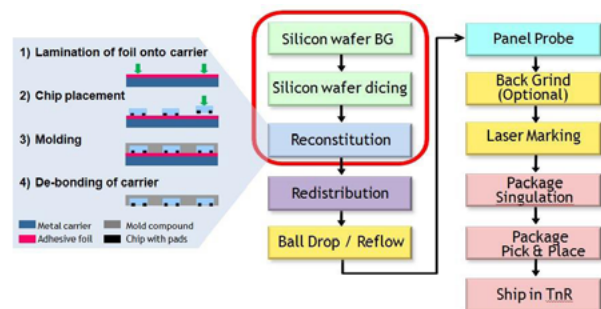 1) Lamination of foil onto carrier
2) Chip placement
3) Molding
4) De-bonding of carrier
Metal carrier
Mold compound
Adhesive foil
Chip with pads
Silicon wafer BG
Silicon wafer dicing
Reconstitution
Redistribution
Ball Drop / Reflow
Panel Probe
Back Grind
(Optional)
Laser Marking
Package
Singulation
Package
Pick & Place
Ship in TnR